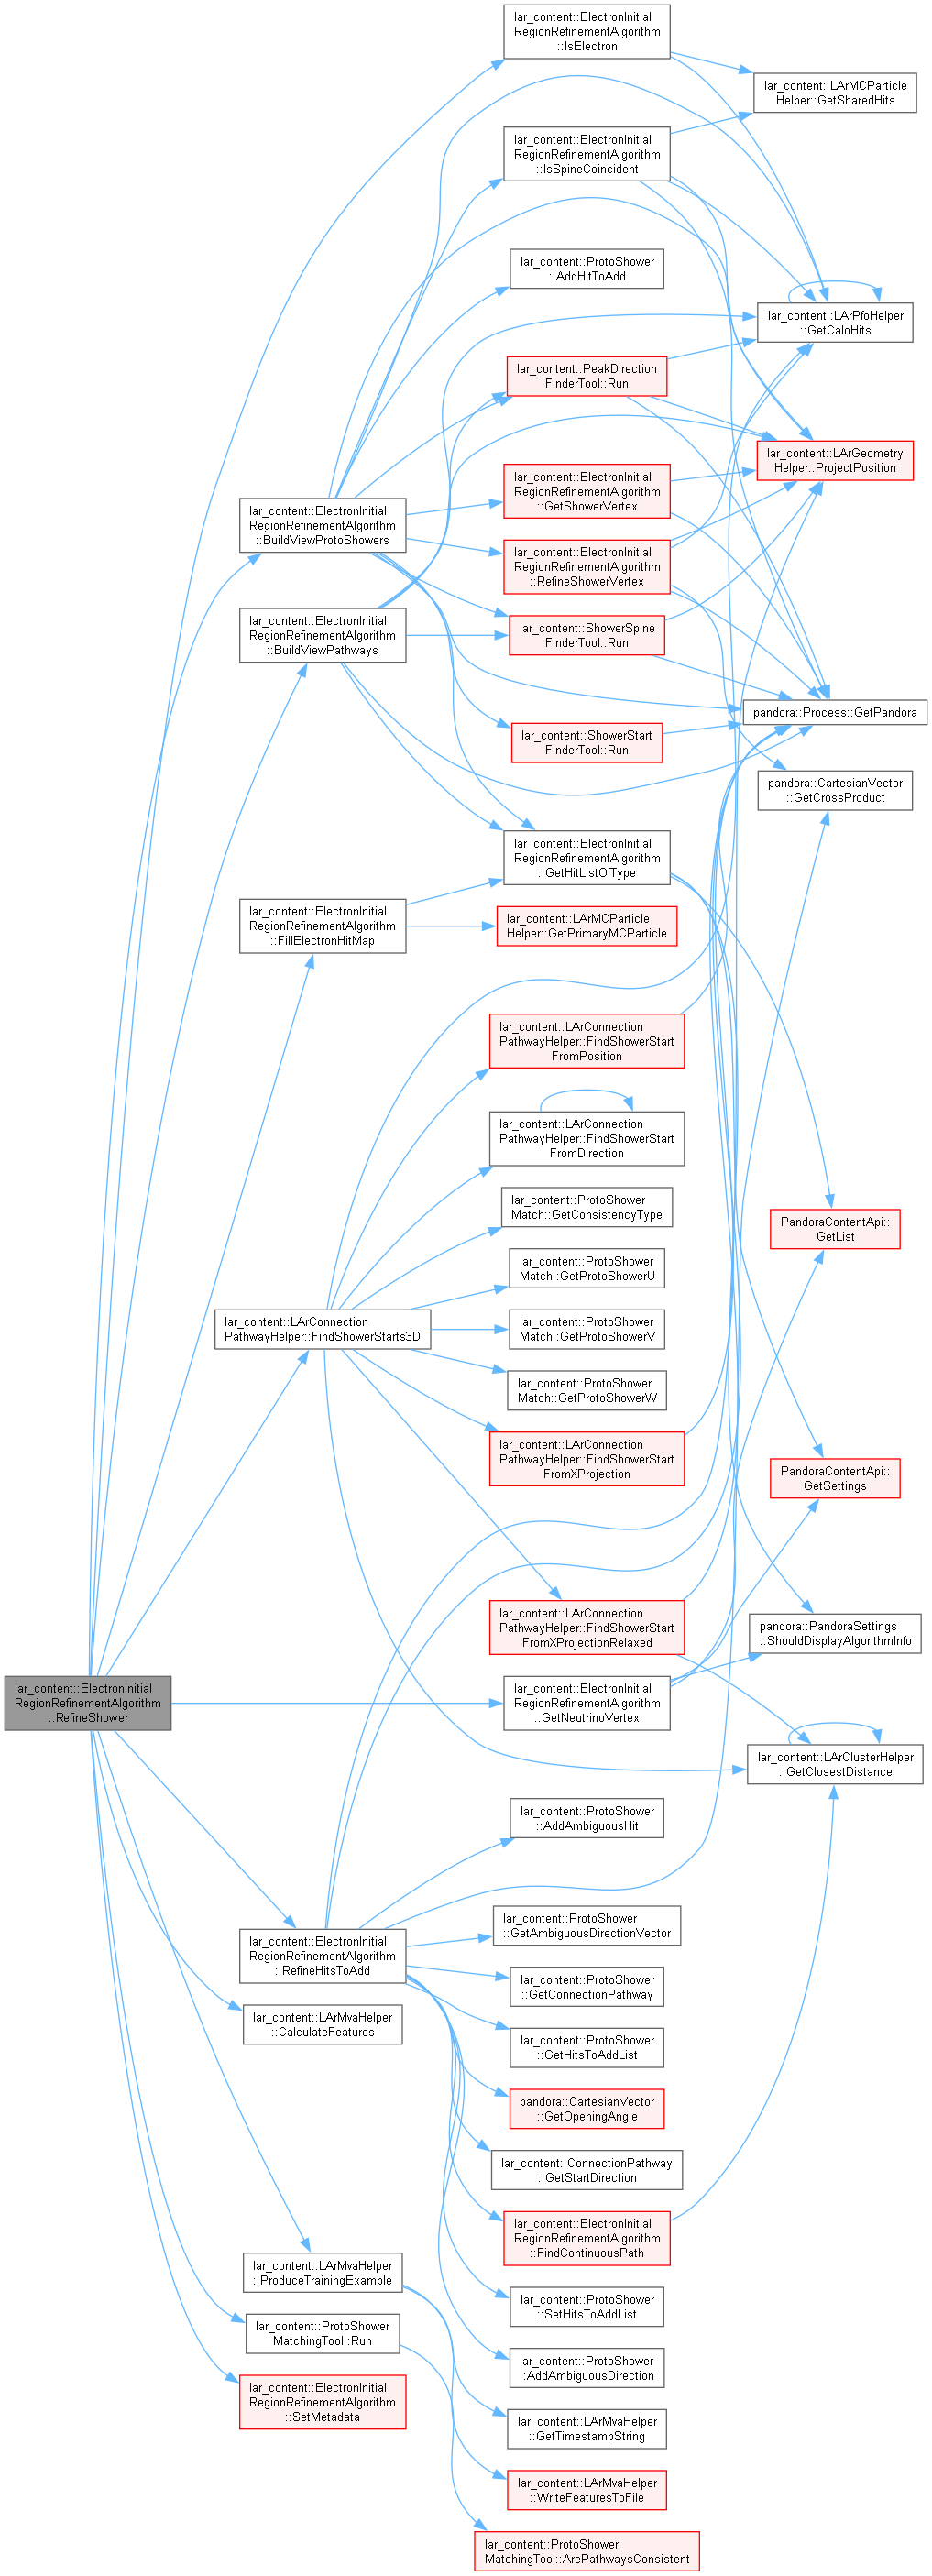 lar_content::ElectronInitial
RegionRefinementAlgorithm
::RefineShower
lar_content::ElectronInitial
RegionRefinementAlgorithm
::BuildViewProtoShowers
lar_content::ElectronInitial
RegionRefinementAlgorithm
::BuildViewPathways
lar_content::ElectronInitial
RegionRefinementAlgorithm
::FillElectronHitMap
lar_content::LArConnection
PathwayHelper::FindShowerStarts3D
lar_content::ElectronInitial
RegionRefinementAlgorithm
::RefineHitsToAdd
lar_content::LArMvaHelper
::CalculateFeatures
lar_content::LArMvaHelper
::ProduceTrainingExample
lar_content::ProtoShower
MatchingTool::Run
lar_content::ElectronInitial
RegionRefinementAlgorithm
::SetMetadata
lar_content::ElectronInitial
RegionRefinementAlgorithm
::IsElectron
lar_content::ElectronInitial
RegionRefinementAlgorithm
::IsSpineCoincident
lar_content::ProtoShower
::AddHitToAdd
lar_content::PeakDirection
FinderTool::Run
lar_content::ElectronInitial
RegionRefinementAlgorithm
::GetShowerVertex
lar_content::ElectronInitial
RegionRefinementAlgorithm
::RefineShowerVertex
lar_content::ShowerSpine
FinderTool::Run
lar_content::ShowerStart
FinderTool::Run
lar_content::ElectronInitial
RegionRefinementAlgorithm
::GetHitListOfType
lar_content::LArMCParticle
Helper::GetPrimaryMCParticle
lar_content::LArConnection
PathwayHelper::FindShowerStart
FromPosition
lar_content::LArConnection
PathwayHelper::FindShowerStart
FromDirection
lar_content::ProtoShower
Match::GetConsistencyType
lar_content::ProtoShower
Match::GetProtoShowerU
lar_content::ProtoShower
Match::GetProtoShowerV
lar_content::ProtoShower
Match::GetProtoShowerW
lar_content::LArConnection
PathwayHelper::FindShowerStart
FromXProjection
lar_content::LArConnection
PathwayHelper::FindShowerStart
FromXProjectionRelaxed
lar_content::ElectronInitial
RegionRefinementAlgorithm
::GetNeutrinoVertex
lar_content::ProtoShower
::AddAmbiguousHit
lar_content::ProtoShower
::GetAmbiguousDirectionVector
lar_content::ProtoShower
::GetConnectionPathway
lar_content::ProtoShower
::GetHitsToAddList
pandora::CartesianVector
::GetOpeningAngle
lar_content::ConnectionPathway
::GetStartDirection
lar_content::ElectronInitial
RegionRefinementAlgorithm
::FindContinuousPath
lar_content::ProtoShower
::SetHitsToAddList
lar_content::ProtoShower
::AddAmbiguousDirection
lar_content::LArMvaHelper
::GetTimestampString
lar_content::LArMvaHelper
::WriteFeaturesToFile
lar_content::ProtoShower
MatchingTool::ArePathwaysConsistent
lar_content::LArMCParticle
Helper::GetSharedHits
lar_content::LArPfoHelper
::GetCaloHits
lar_content::LArGeometry
Helper::ProjectPosition
pandora::Process::GetPandora
pandora::CartesianVector
::GetCrossProduct
PandoraContentApi::
GetList
PandoraContentApi::
GetSettings
pandora::PandoraSettings
::ShouldDisplayAlgorithmInfo
lar_content::LArClusterHelper
::GetClosestDistance